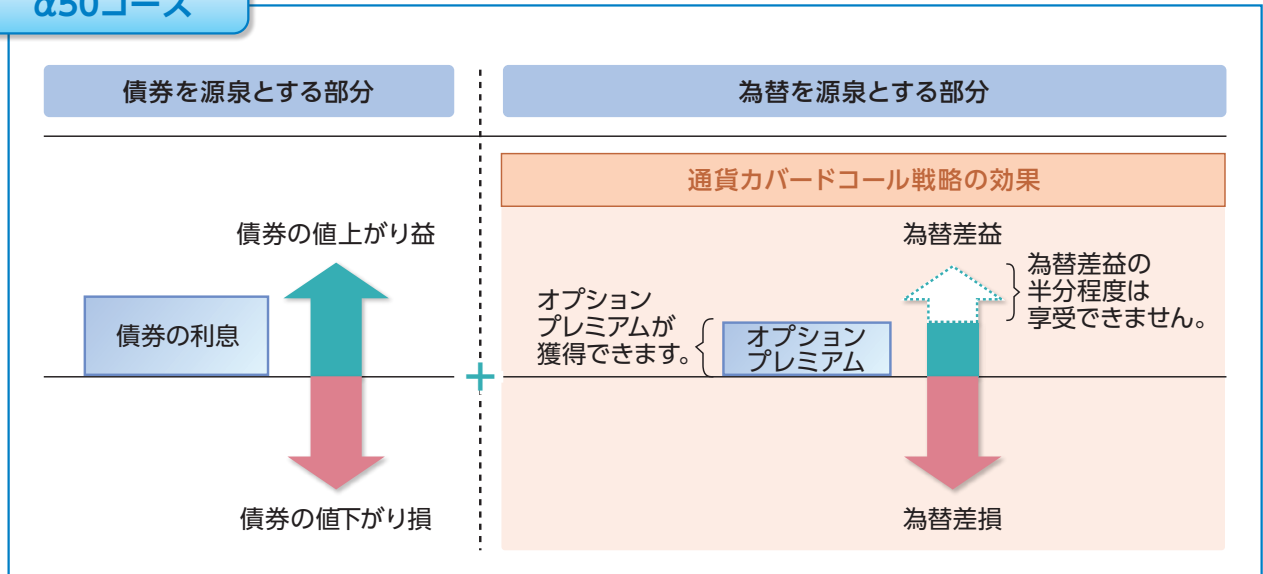 α50コース
債券を源泉とする部分
為替を源泉とする部分
通貨カバードコール戦略の効果
債券の値上がり益
債券の利息
債券の値下がり損
+
オプション
プレミアムが
獲得できます。
オプション
プレミアム
為替差益
為替差益の
半分程度は
享受できません。
為替差損